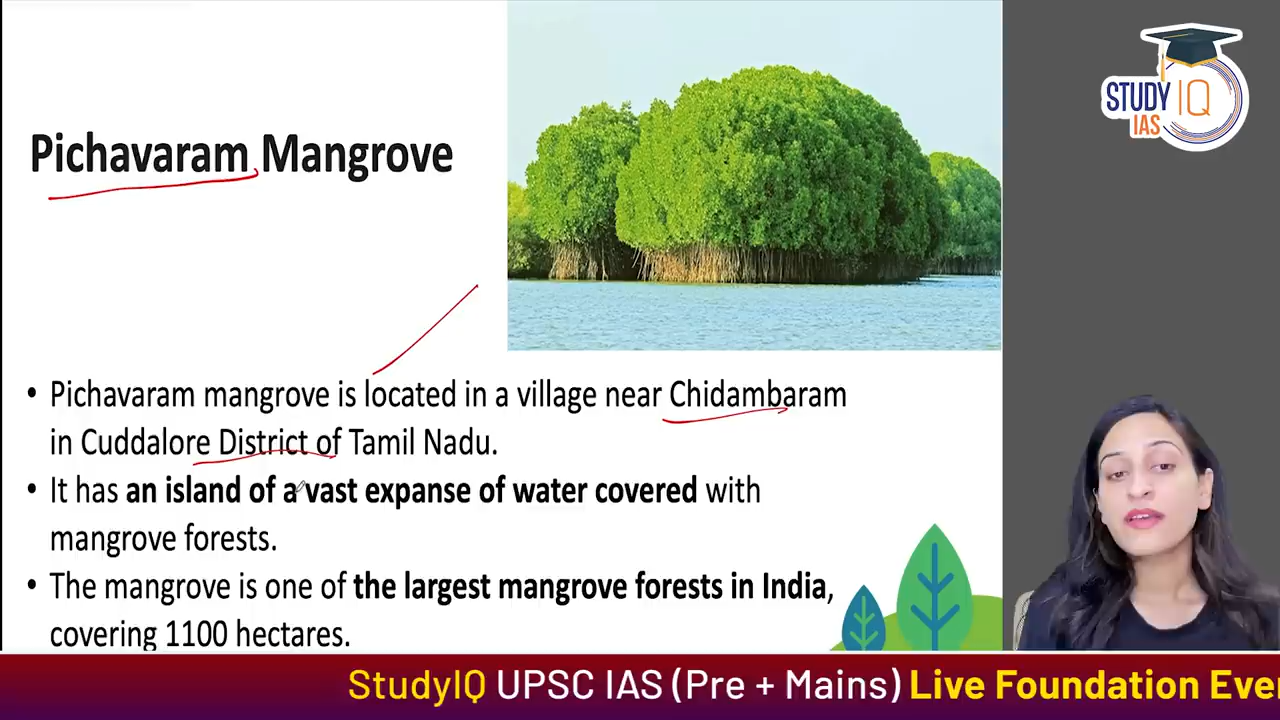 STUDY IQ
IAS
Pichavaram Mangrove
• Pichavaram mangrove is located in a village near Chidambaram
in Cuddalore District of Tamil Nadu.
• It has an island of a vast expanse of water covered with
mangrove forests.
• The mangrove is one of the largest mangrove forests in India,
covering 1100 hectares.
StudyIQ UPSC IAS (Pre + Mains) Live Foundation Eve